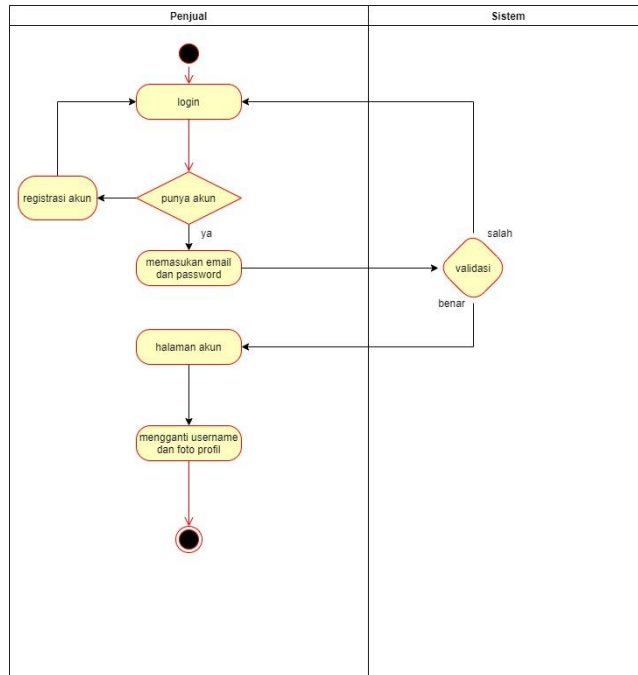 Penjual
Sistem
login
registrasi akun
punya akun
ya
salah
memasukan email
dan password
validasi
benar
halaman akun
mengganti username
dan foto profil